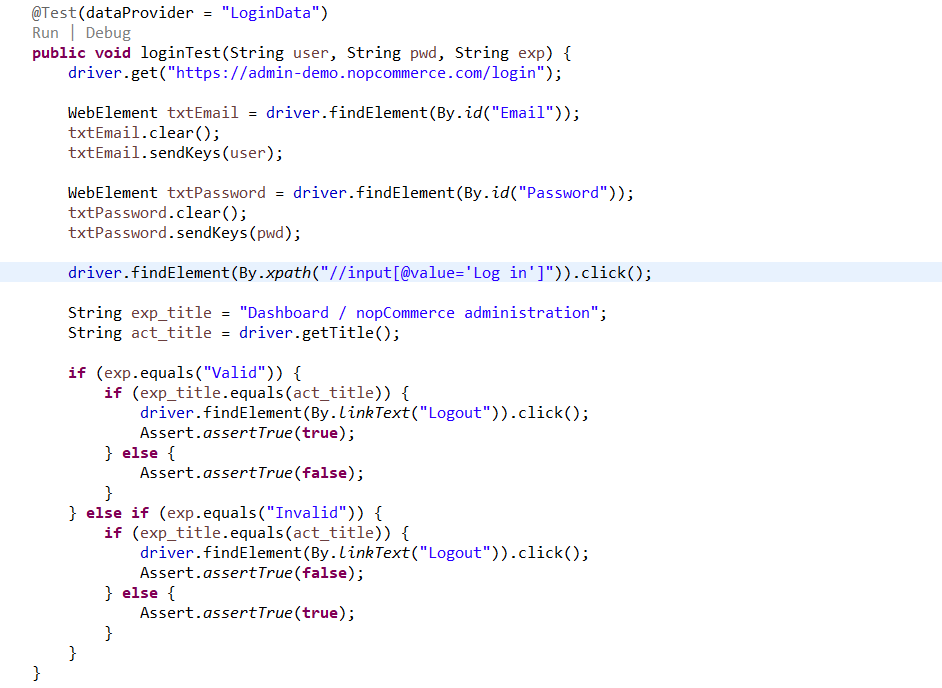 @Test(dataProvider = "LoginData")
Run | Debug
public void loginTest(String user, String pwd, String exp) {
driver.get("https://admin-demo.nopcommerce.com/login");
WebElement txtEmail = driver.findElement(By.id("Email"));
txtEmail.clear();
txtEmail.sendKeys(user);
WebElement txtPassword = driver.findElement(By.id("Password"));
txtPassword.clear();
txtPassword.sendKeys(pwd);
driver.findElement(By.xpath("//input[@value='Log in']")).click();
String exp_title = "Dashboard / nopCommerce administration";
String act_title = driver.getTitle();
if (exp.equals("Valid")) {
if (exp_title.equals(act_title)) {
driver.findElement(By.linkText("Logout")).click();
Assert.assertTrue(true);
} else {
Assert.assertTrue(false);
}
} else if (exp.equals("Invalid")) {
if (exp_title.equals(act_title)) {
driver.findElement(By.linkText("Logout")).click();
Assert.assertTrue(false);
} else {
Assert.assertTrue(true);
}
}
}